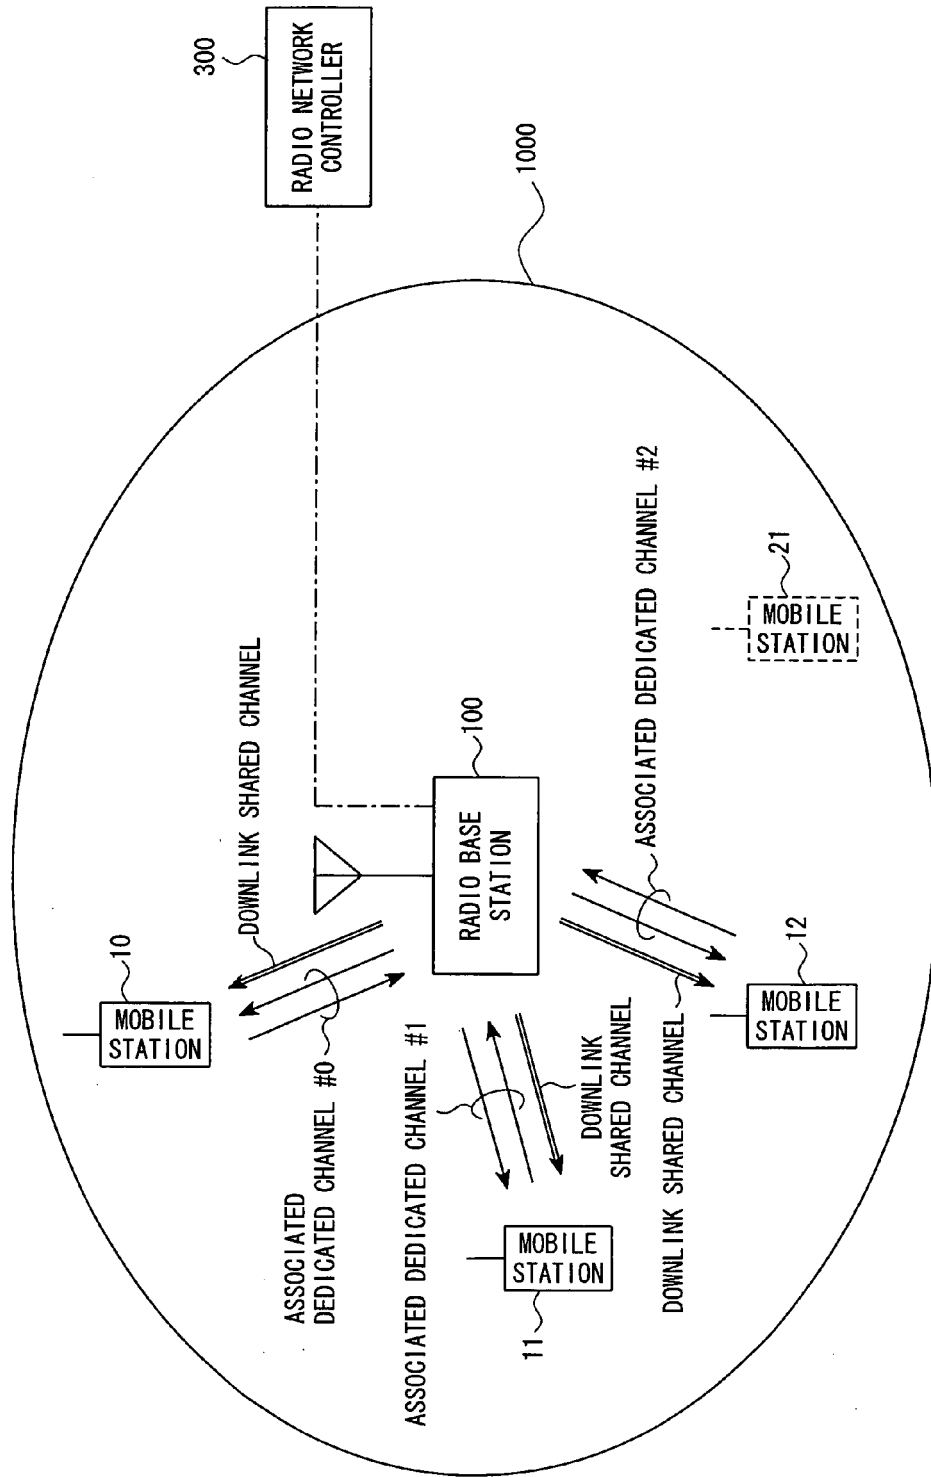 300
RADIO NETWORK
CONTROLLER
1000
10
MOBILE
STATION
DOWNLINK SHARED CHANNEL
ASSOCIATED
DEDICATED CHANNEL #0
100
RADIO BASE
STATION
ASSOCIATED DEDICATED CHANNEL #1
11
MOBILE
STATION
DOWNLINK
SHARED CHANNEL
ASSOCIATED DEDICATED CHANNEL #2
DOWNLINK SHARED CHANNEL
12
MOBILE
STATION
21
MOBILE
STATION